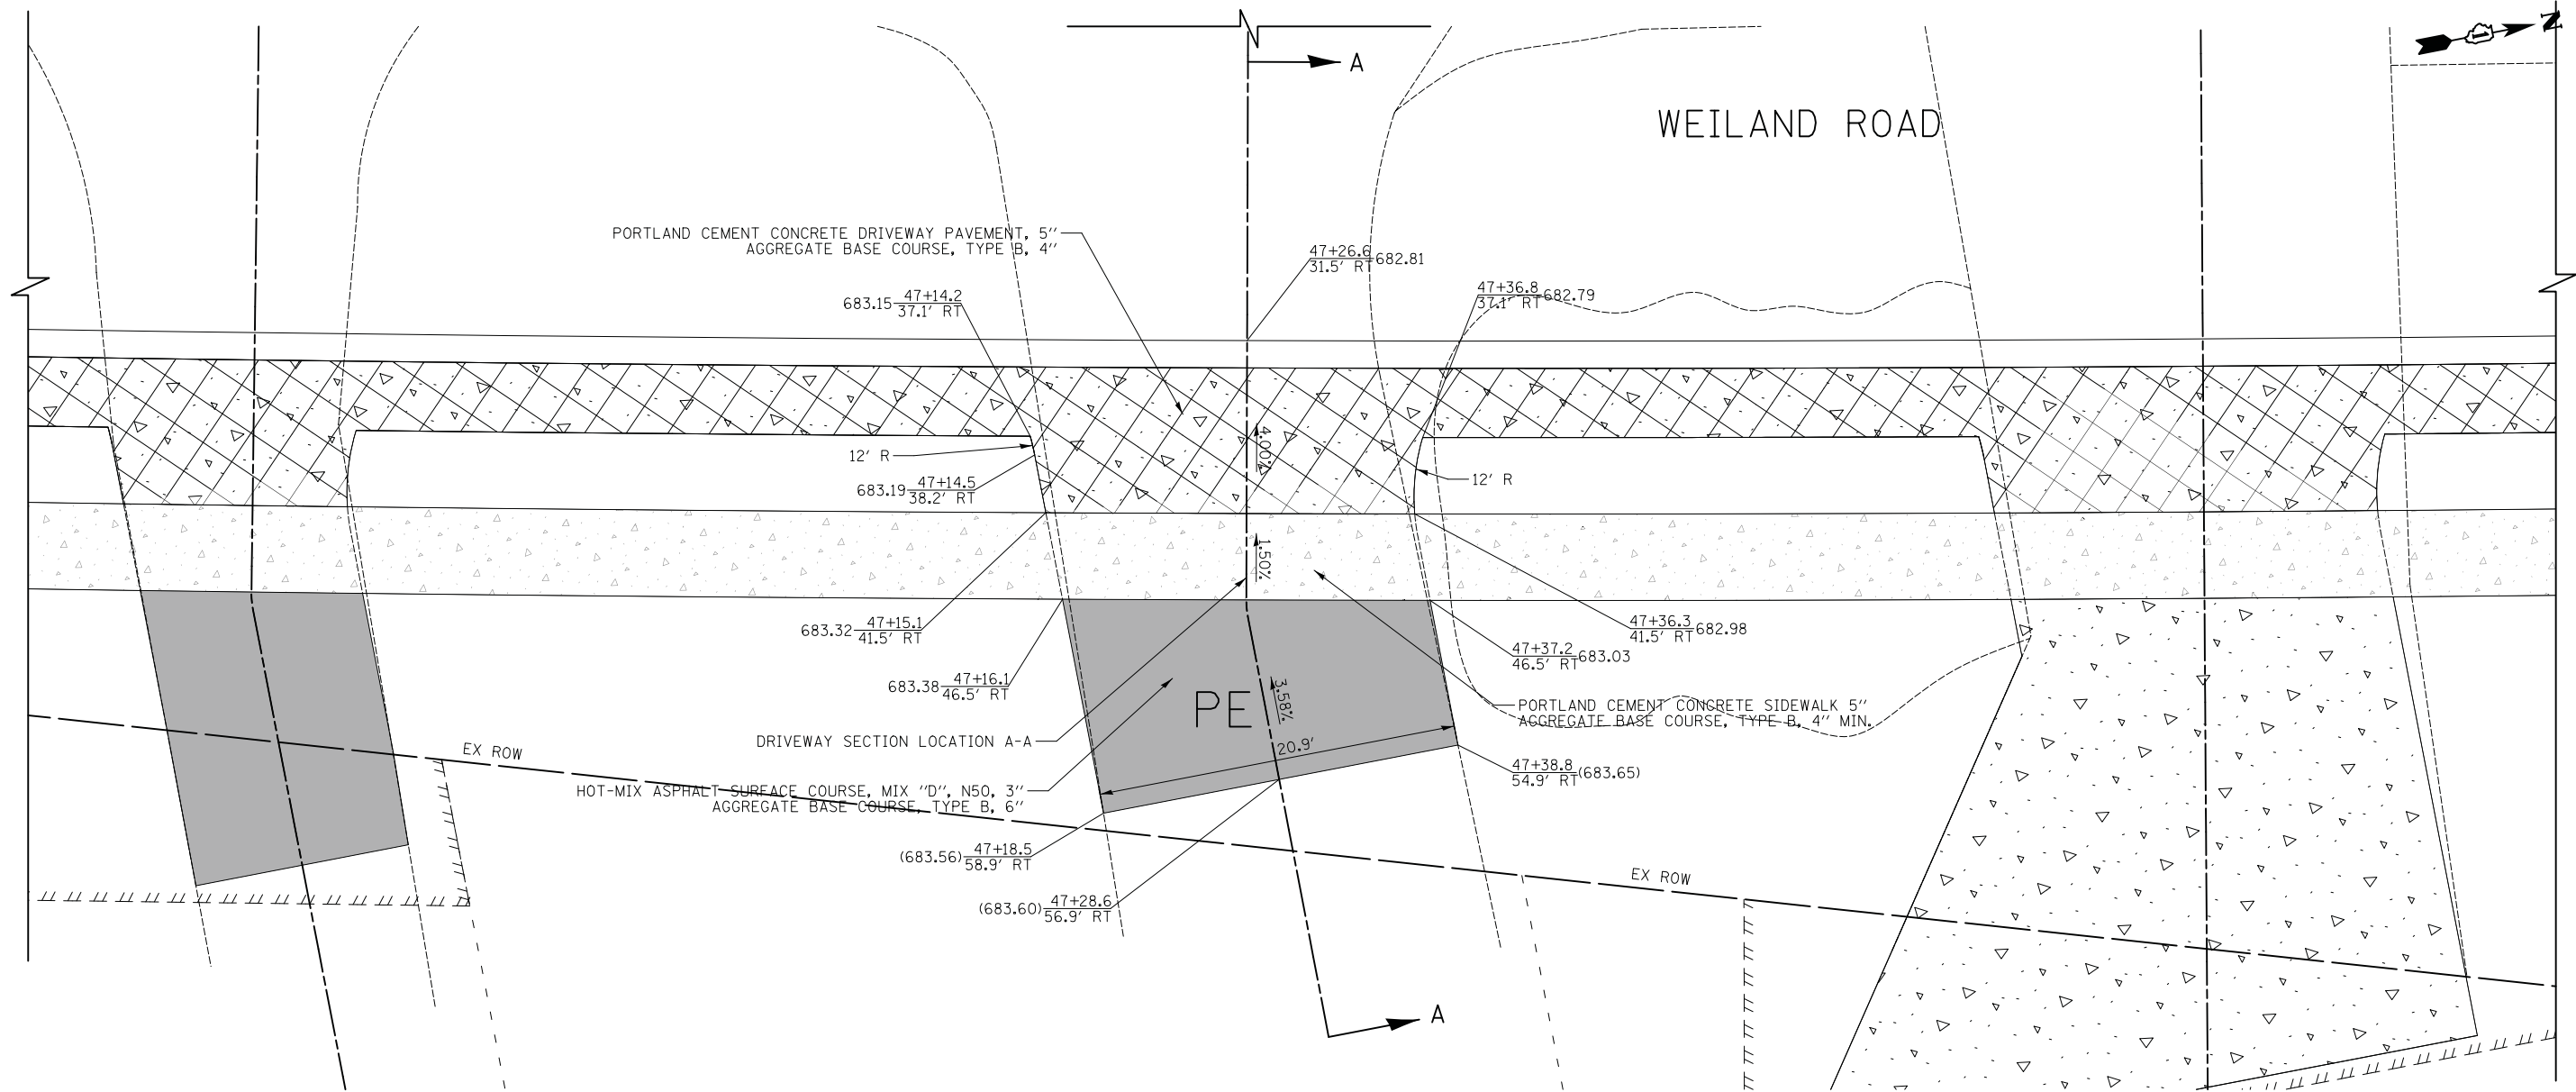 N
A
WEILAND ROAD
PORTLAND CEMENT CONCRETE DRIVEWAY PAVEMENT, 5"
AGGREGATE BASE COURSE, TYPE B, 4"
47+26.6
31.5' RT
682.81
683.15
47+14.2
37.1' RT
47+36.8
37.1' RT
682.79
4.00%
12' R
12' R
683.19
47+14.5
38.2' RT
1.50%
683.32
47+15.1
41.5' RT
47+36.3
41.5' RT
682.98
47+37.2
46.5' RT
683.03
683.38
47+16.1
46.5' RT
PE
3.58%
PORTLAND CEMENT CONCRETE SIDEWALK 5"
AGGREGATE BASE COURSE, TYPE B, 4" MIN.
DRIVEWAY SECTION LOCATION A-A
20.9'
EX ROW
47+38.8
54.9' RT
(683.65)
HOT-MIX ASPHALT SURFACE COURSE, MIX "D", N50, 3"
AGGREGATE BASE COURSE, TYPE B, 6"
(683.56)
47+18.5
58.9' RT
EX ROW
(683.60)
47+28.6
56.9' RT
A